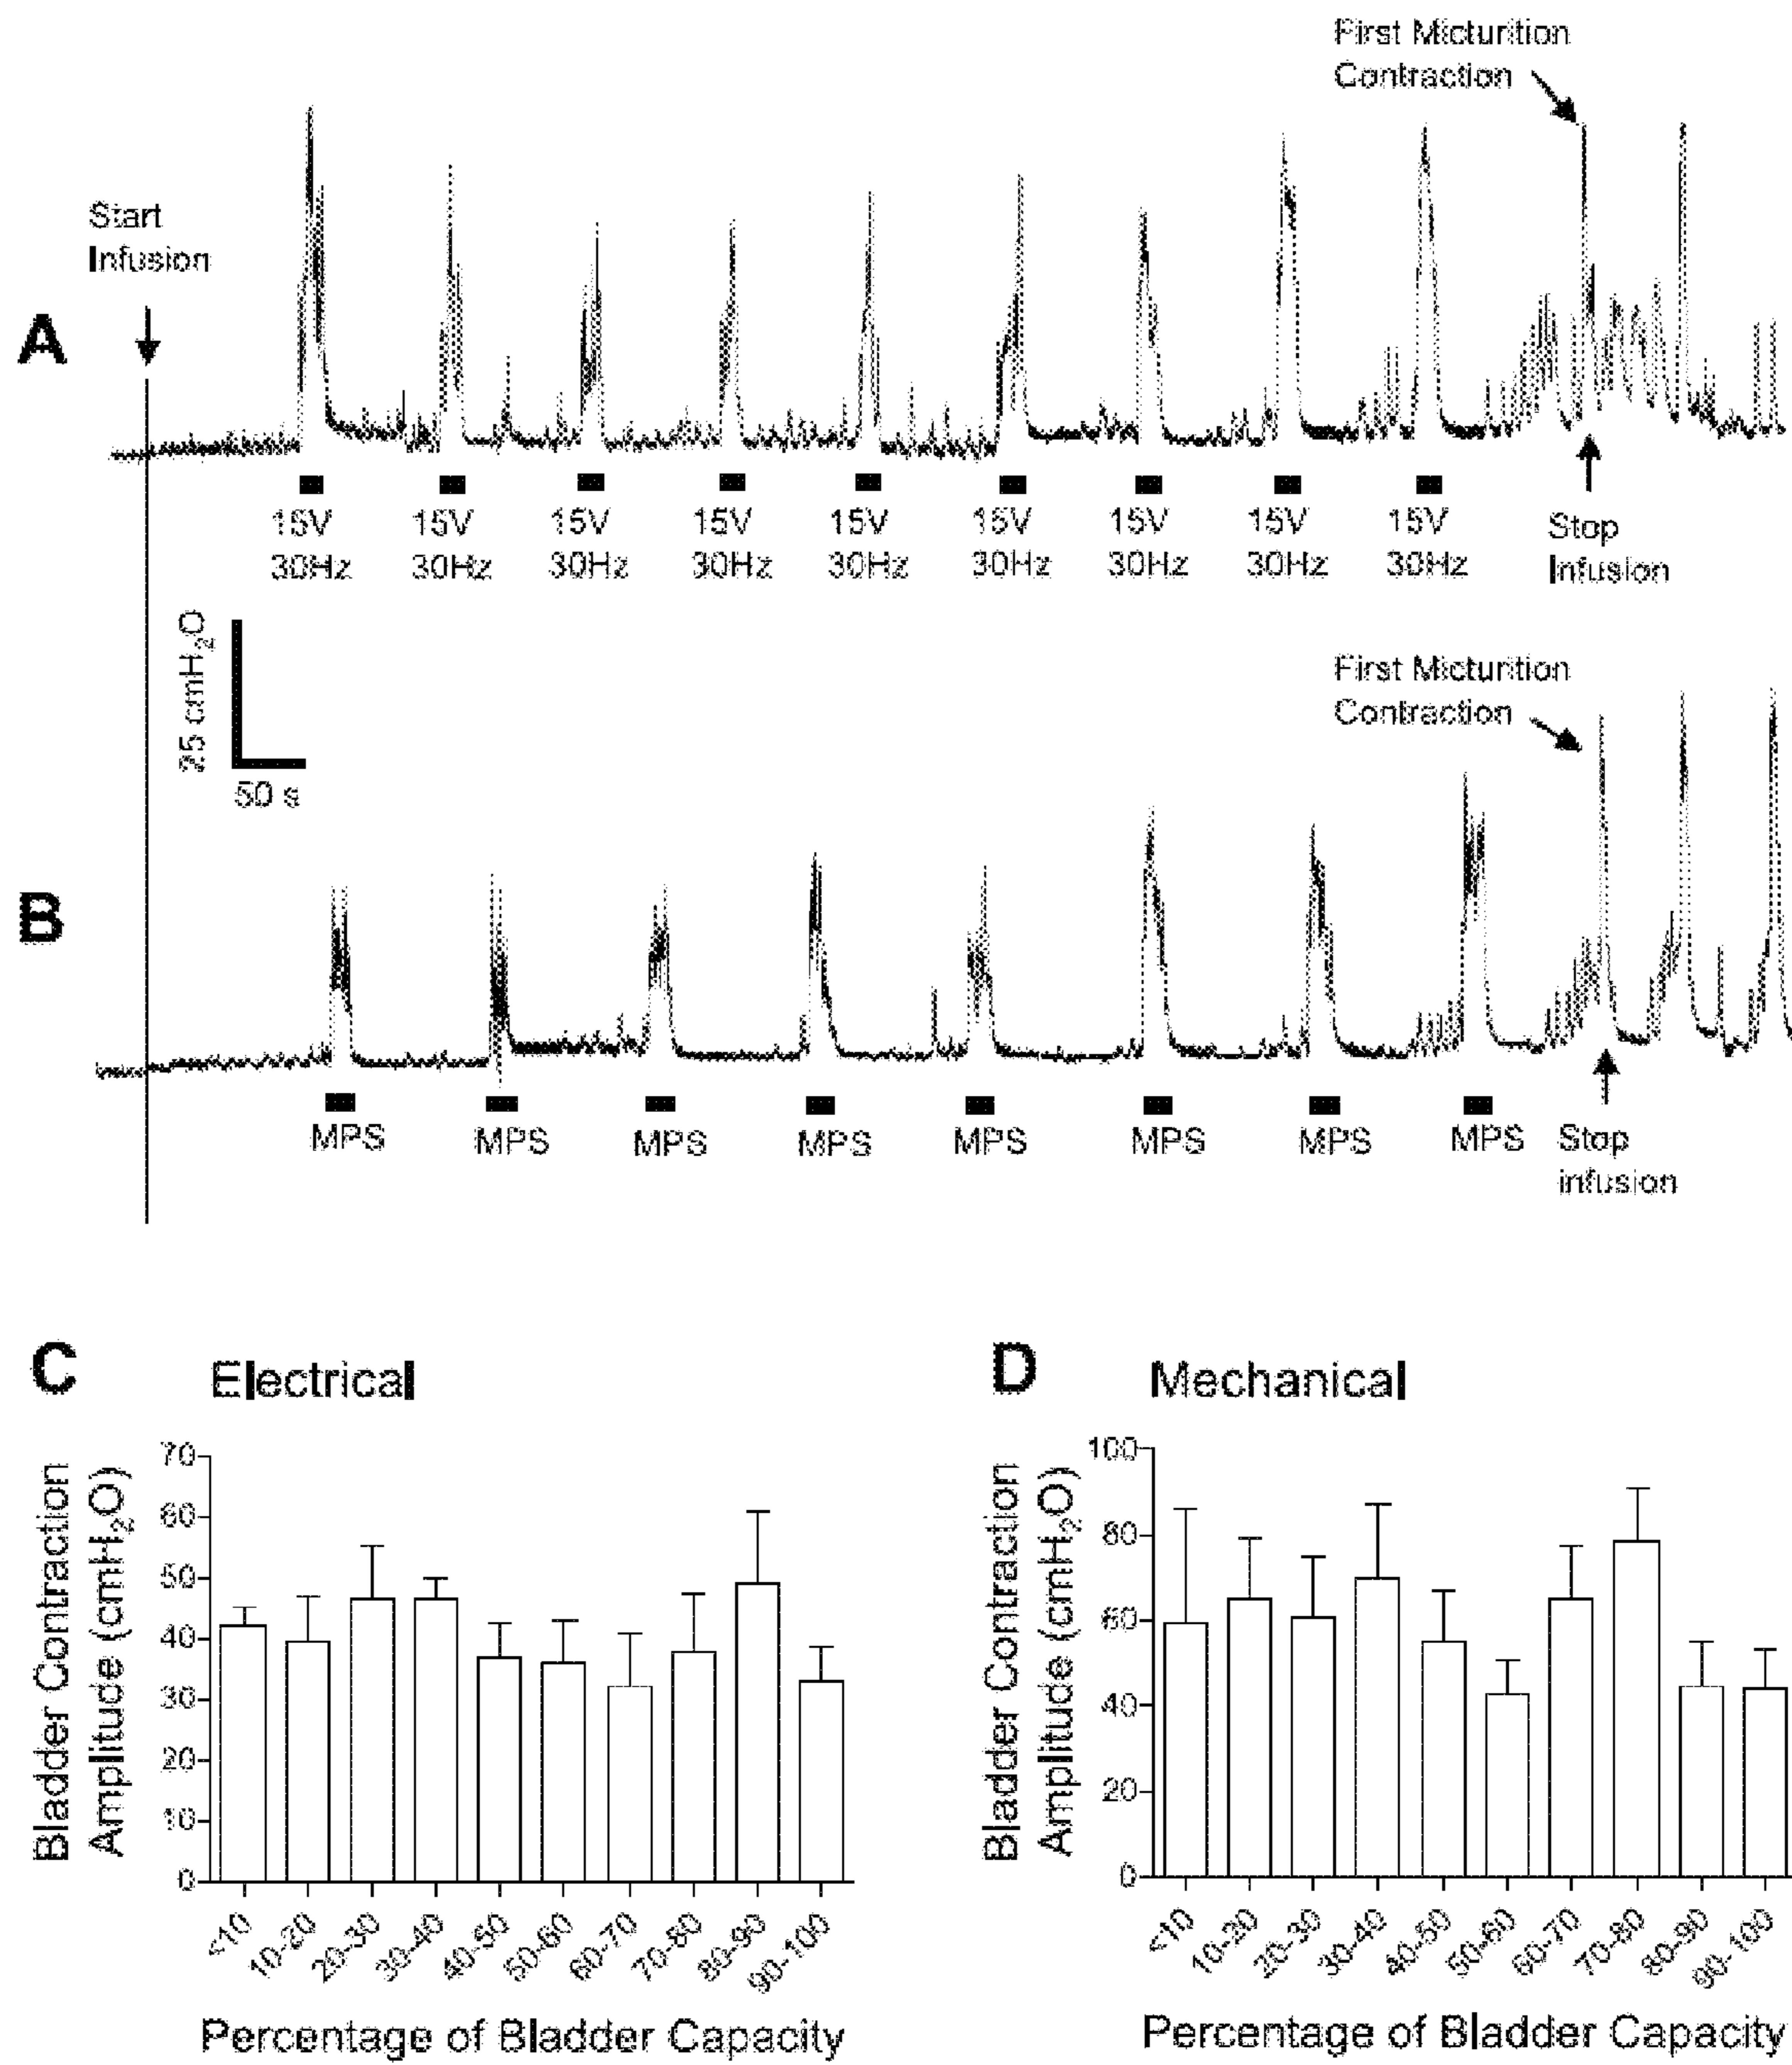 First Micturition
Contraction
Start
Infusion
A
15V 15V 15V 15V 15V 15V 15V 15V 15V
30Hz 30Hz 30Hz 30Hz 30Hz 30Hz 30Hz 30Hz 30Hz
Stop
Infusion
25 cmH₂O
50 s
First Micturition
Contraction
B
MPS MPS MPS MPS MPS MPS MPS MPS
Stop
infusion
C
Electrical
Bladder Contraction
Amplitude (cmH₂O)
70
60
50
40
30
20
10
0
<10 10-20 20-30 30-40 40-50 50-60 60-70 70-80 80-90 90-100
Percentage of Bladder Capacity
D
Mechanical
Bladder Contraction
Amplitude (cmH₂O)
100
80
60
40
20
0
<10 10-20 20-30 30-40 40-50 50-60 60-70 70-80 80-90 90-100
Percentage of Bladder Capacity